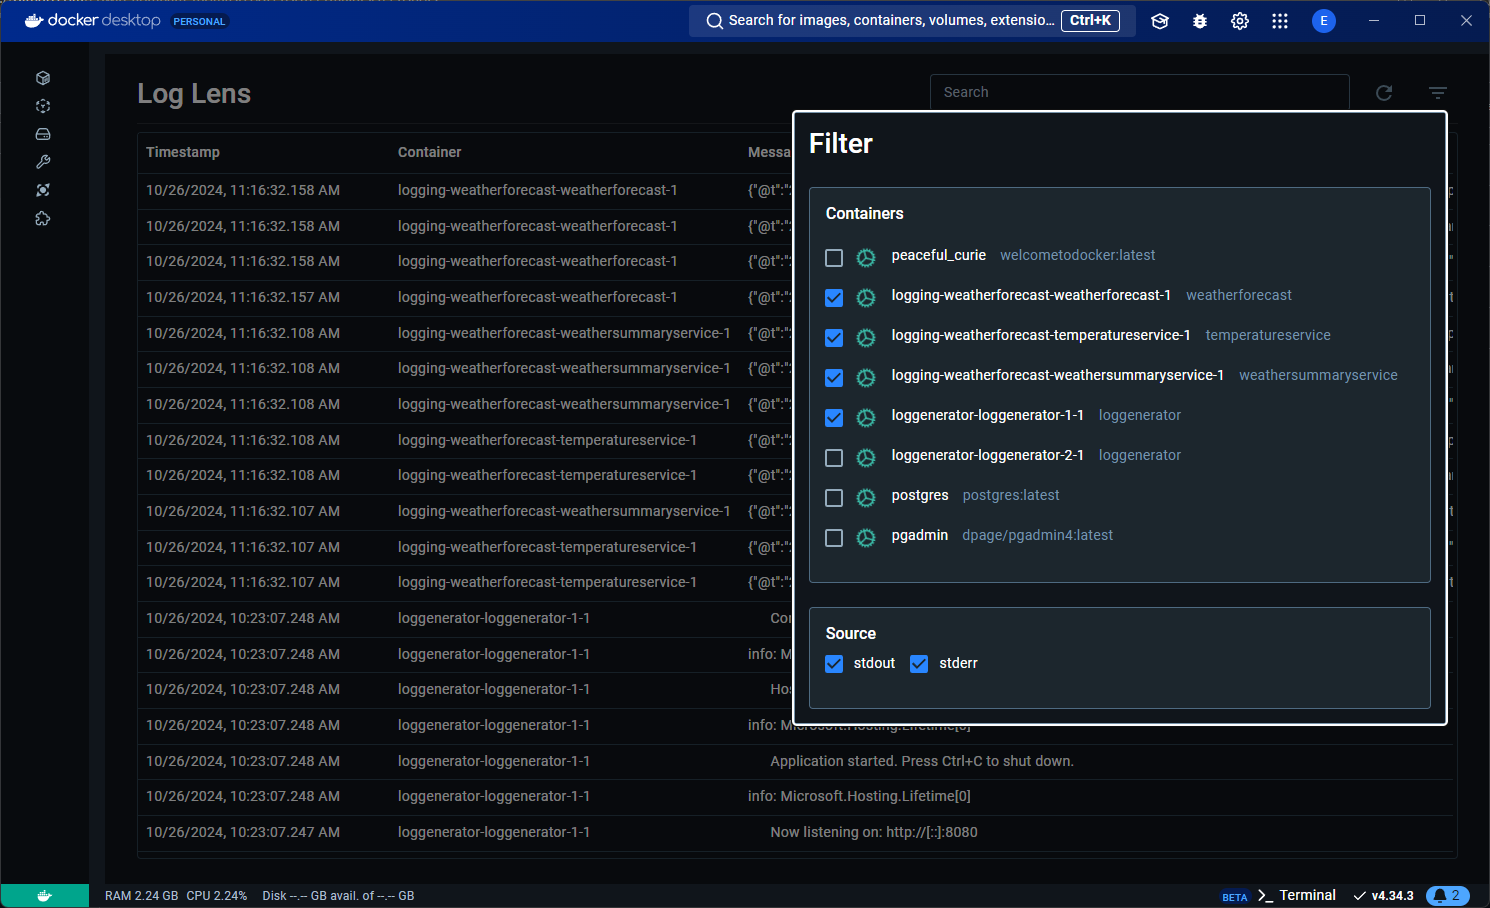 docker desktop PERSONAL
Search for images, containers, volumes, extensio... Ctrl+K
E
Log Lens
Search
Timestamp Container Messa
10/26/2024, 11:16:32.158 AM logging-weatherforecast-weatherforecast-1 {"@t":"
10/26/2024, 11:16:32.158 AM logging-weatherforecast-weatherforecast-1 {"@t":"
10/26/2024, 11:16:32.158 AM logging-weatherforecast-weatherforecast-1 {"@t":"
10/26/2024, 11:16:32.157 AM logging-weatherforecast-weatherforecast-1 {"@t":"
10/26/2024, 11:16:32.108 AM logging-weatherforecast-weathersummaryservice-1 {"@t":"
10/26/2024, 11:16:32.108 AM logging-weatherforecast-weathersummaryservice-1 {"@t":"
10/26/2024, 11:16:32.108 AM logging-weatherforecast-weathersummaryservice-1 {"@t":"
10/26/2024, 11:16:32.108 AM logging-weatherforecast-temperatureservice-1 {"@t":"
10/26/2024, 11:16:32.108 AM logging-weatherforecast-temperatureservice-1 {"@t":"
10/26/2024, 11:16:32.107 AM logging-weatherforecast-weathersummaryservice-1 {"@t":"
10/26/2024, 11:16:32.107 AM logging-weatherforecast-temperatureservice-1 {"@t":"
10/26/2024, 11:16:32.107 AM logging-weatherforecast-temperatureservice-1 {"@t":"
10/26/2024, 10:23:07.248 AM loggenerator-loggenerator-1-1 Cor
10/26/2024, 10:23:07.248 AM loggenerator-loggenerator-1-1 info: M
10/26/2024, 10:23:07.248 AM loggenerator-loggenerator-1-1 Hos
10/26/2024, 10:23:07.248 AM loggenerator-loggenerator-1-1 info: Microsoft.Hosting.Lifetime[0]
10/26/2024, 10:23:07.248 AM loggenerator-loggenerator-1-1 Application started. Press Ctrl+C to shut down.
10/26/2024, 10:23:07.248 AM loggenerator-loggenerator-1-1 info: Microsoft.Hosting.Lifetime[0]
10/26/2024, 10:23:07.247 AM loggenerator-loggenerator-1-1 Now listening on: http://[::]:8080
Filter
Containers
peaceful_curie welcometodocker:latest
logging-weatherforecast-weatherforecast-1 weatherforecast
logging-weatherforecast-temperatureservice-1 temperatureservice
logging-weatherforecast-weathersummaryservice-1 weathersummaryservice
loggenerator-loggenerator-1-1 loggenerator
loggenerator-loggenerator-2-1 loggenerator
postgres postgres:latest
pgadmin dpage/pgadmin4:latest
Source
stdout stderr
RAM 2.24 GB CPU 2.24% Disk --.-- GB avail. of --.-- GB
BETA >_ Terminal v4.34.3 2